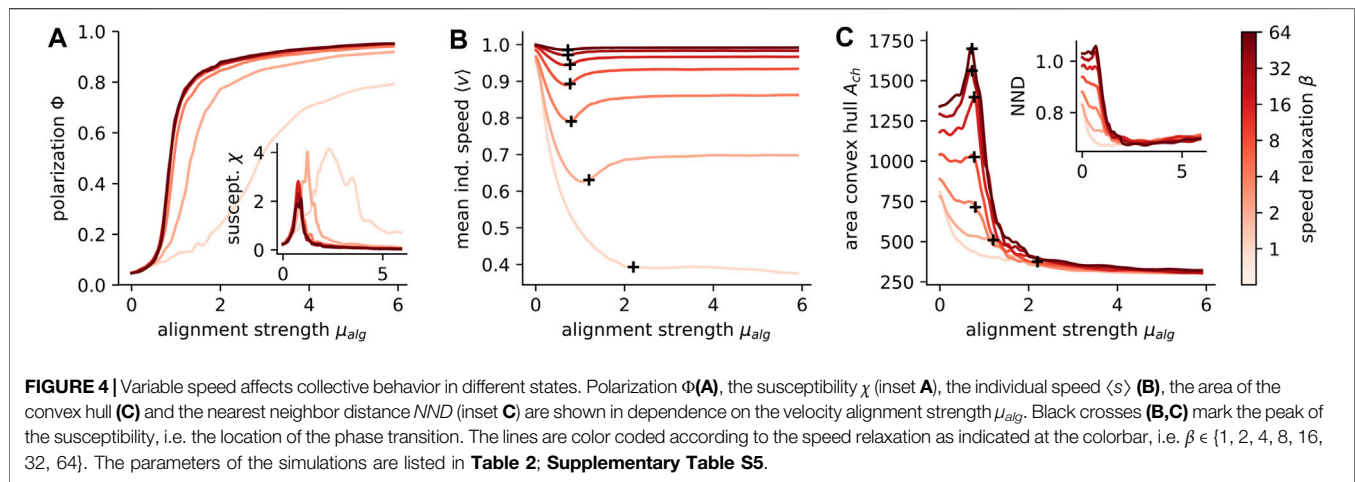 A
polarization Φ
1.0
0.8
0.6
0.4
0.2
0.0
0 2 4 6
alignment strength μalg
suscept. χ
4
2
0
0 5
B
mean ind. speed ⟨v⟩
1.0
0.9
0.8
0.7
0.6
0.5
0.4
0 2 4 6
alignment strength μalg
C
area convex hull Ach
1750
1500
1250
1000
750
500
250
0 2 4 6
alignment strength μalg
NND
1.0
0.8
0 5
64
32
16
8
4
2
1
speed relaxation β
FIGURE 4 | Variable speed affects collective behavior in different states. Polarization Φ(A), the susceptibility χ (inset A), the individual speed ⟨s⟩ (B), the area of the
convex hull (C) and the nearest neighbor distance NND (inset C) are shown in dependence on the velocity alignment strength μalg. Black crosses (B,C) mark the peak of
the susceptibility, i.e. the location of the phase transition. The lines are color coded according to the speed relaxation as indicated at the colorbar, i.e. β ϵ {1, 2, 4, 8, 16,
32, 64}. The parameters of the simulations are listed in Table 2; Supplementary Table S5.